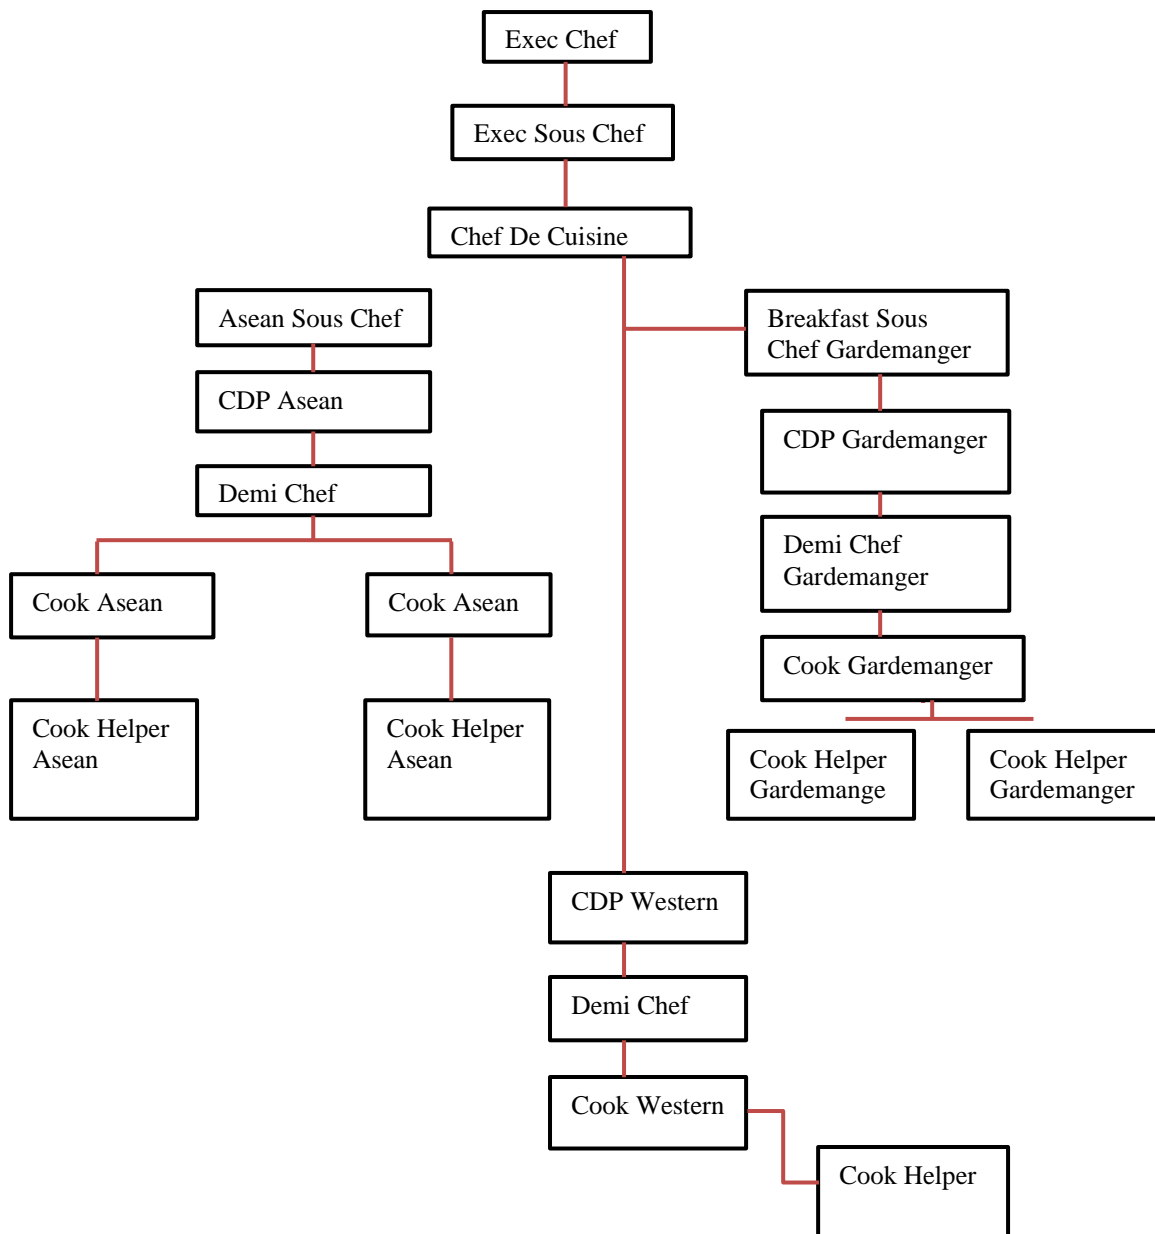 Exec Chef
Exec Sous Chef
Chef De Cuisine
Asean Sous Chef
CDP Asean
Demi Chef
Cook Asean
Cook Asean
Cook Helper
Asean
Cook Helper
Asean
Breakfast Sous
Chef Gardemanger
CDP Gardemanger
Demi Chef
Gardemanger
Cook Gardemanger
Cook Helper
Gardemange
Cook Helper
Gardemanger
CDP Western
Demi Chef
Cook Western
Cook Helper